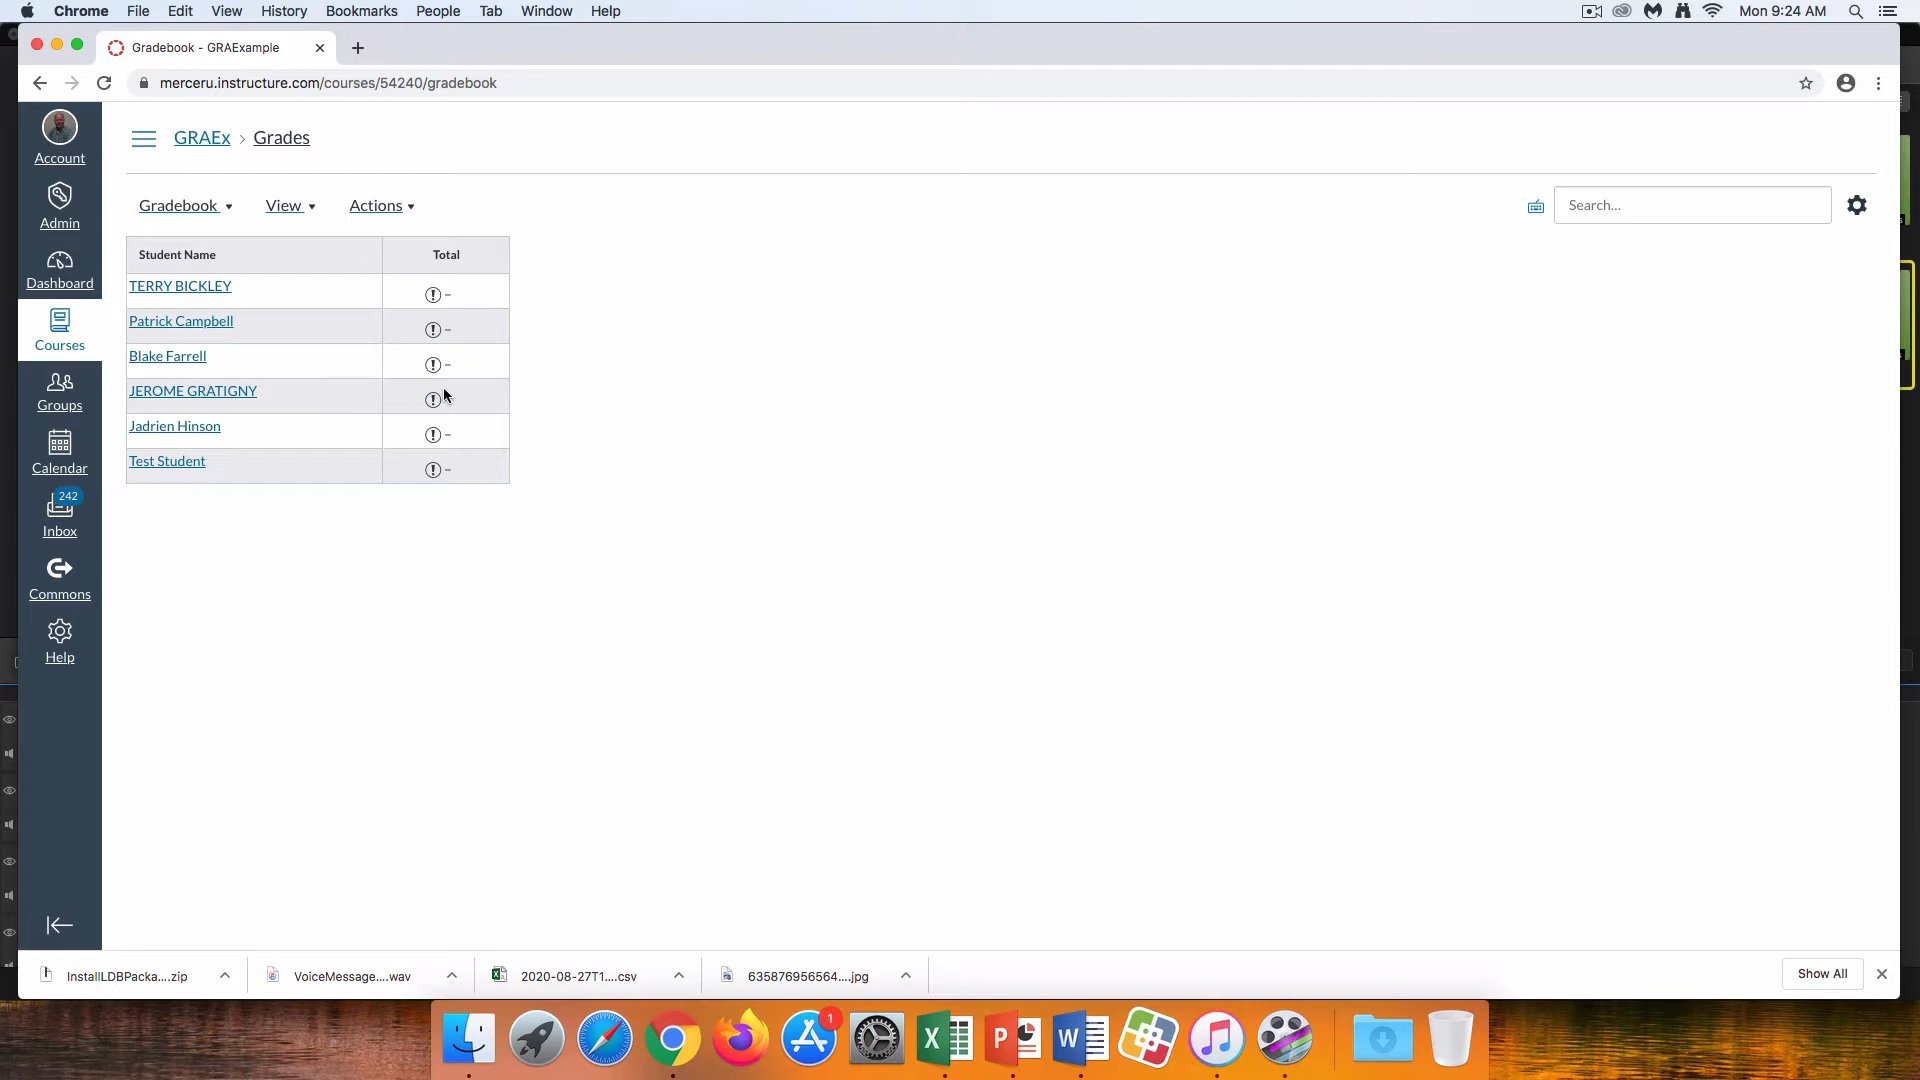 Chrome File Edit View History Bookmarks People Tab Window Help Mon 9:24 AM
Gradebook - GRAExample
merceru.instructure.com/courses/54240/gradebook
Account
Admin
Dashboard
Courses
Groups
Calendar
242
Inbox
Commons
Help
GRAEx > Grades
Gradebook View Actions Search...
Student Name Total
TERRY BICKLEY –
Patrick Campbell –
Blake Farrell –
JEROME GRATIGNY
Jadrien Hinson –
Test Student –
InstallLDBPacka....zip VoiceMessage....wav 2020-08-27T1....csv 635876956564....jpg Show All
1
X P W